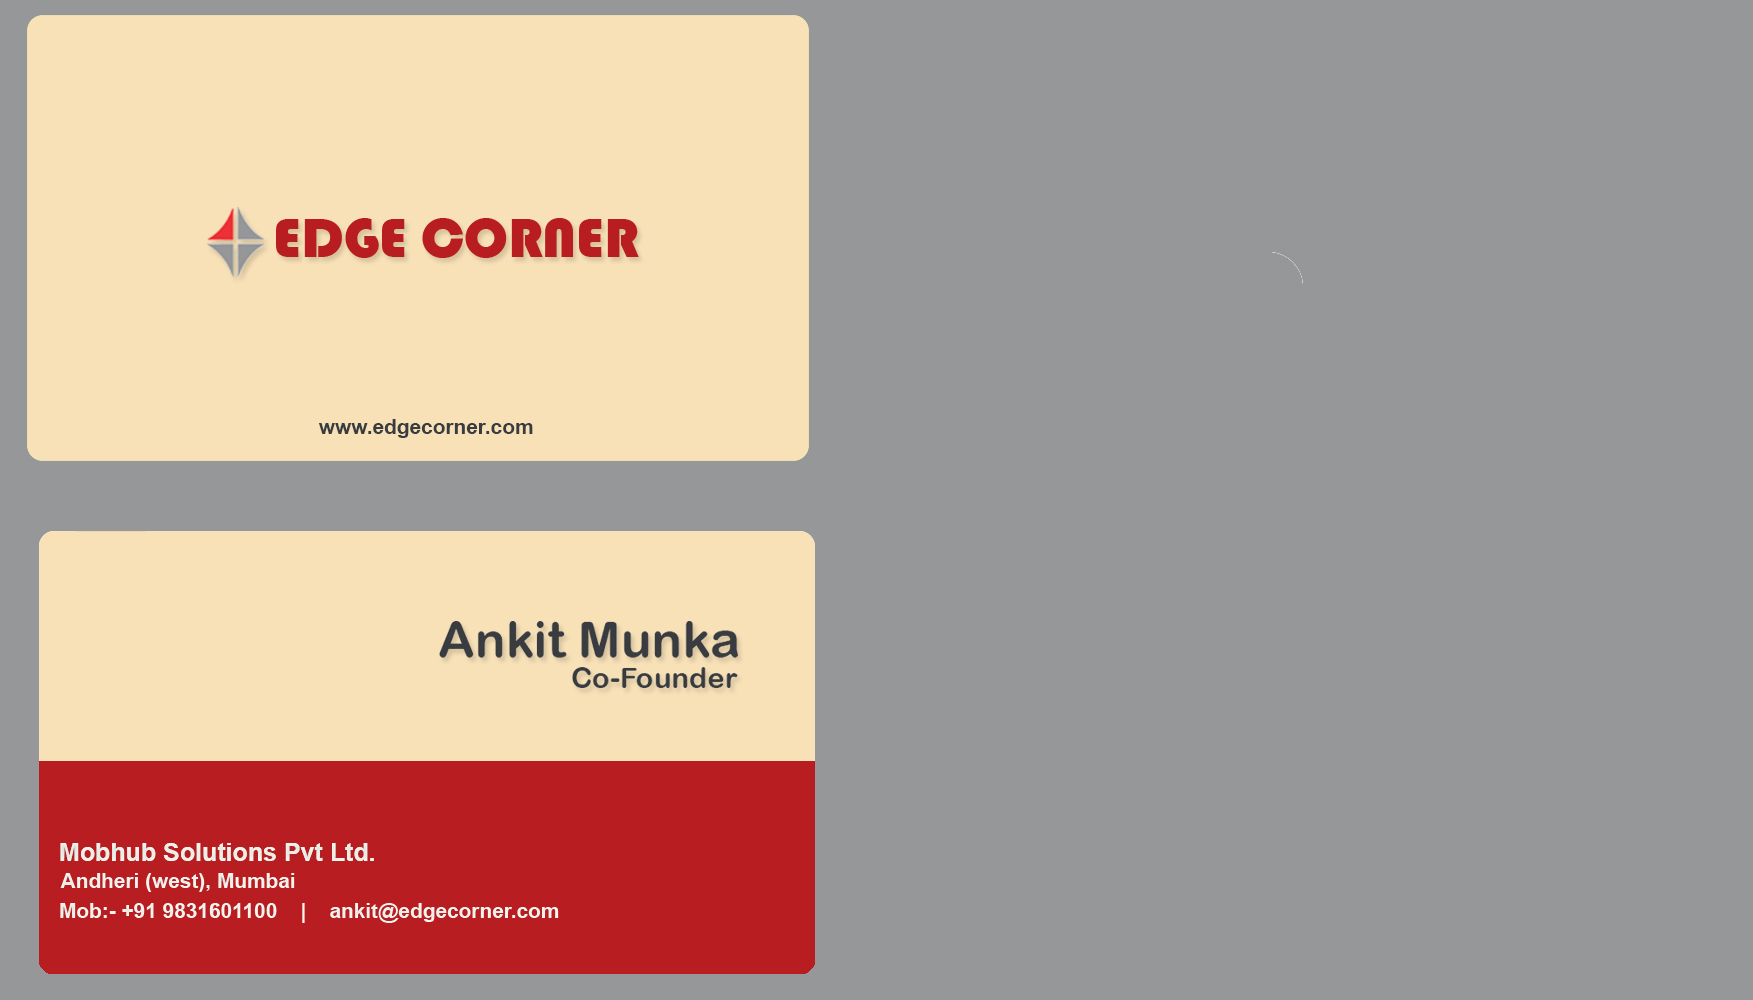 EDGE CORNER
www.edgecorner.com
Ankit Munka
Co-Founder
Mobhub Solutions Pvt Ltd.
Andheri (west), Mumbai
Mob:- +91 9831601100 | ankit@edgecorner.com